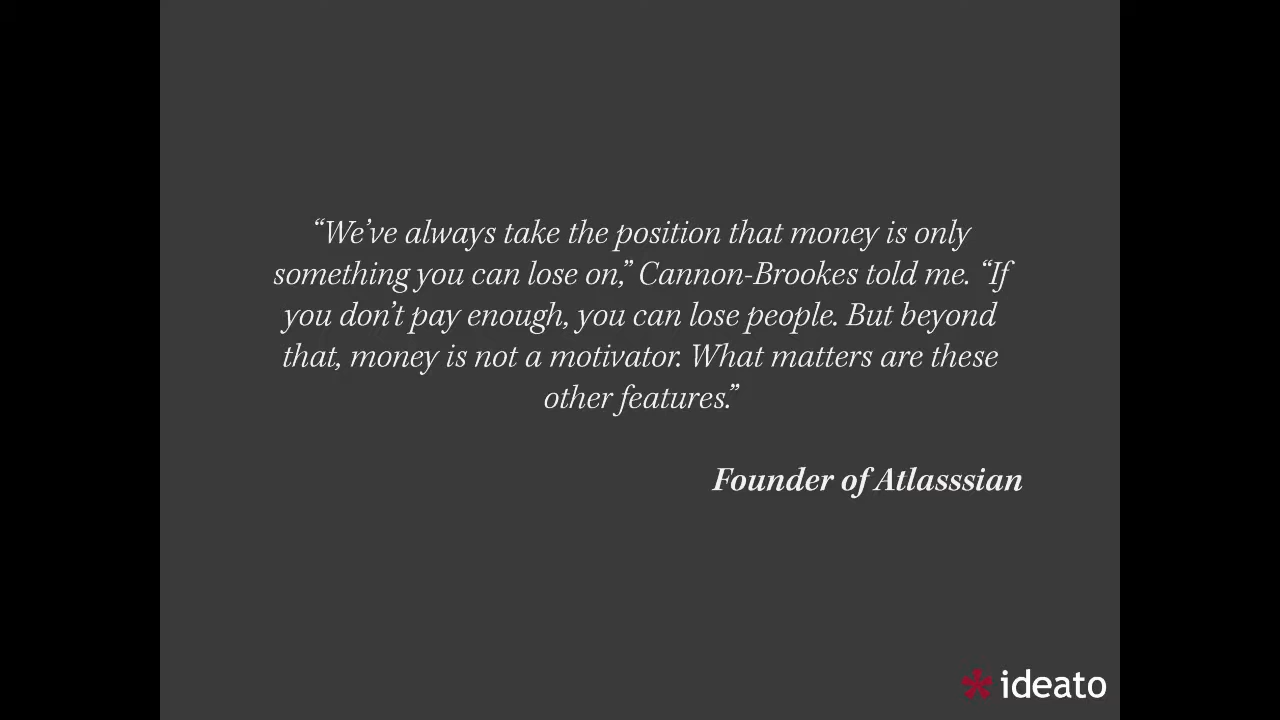 “We’ve always take the position that money is only
something you can lose on,” Cannon-Brookes told me. “If
you don’t pay enough, you can lose people. But beyond
that, money is not a motivator. What matters are these
other features.”
Founder of Atlasssian
ideato